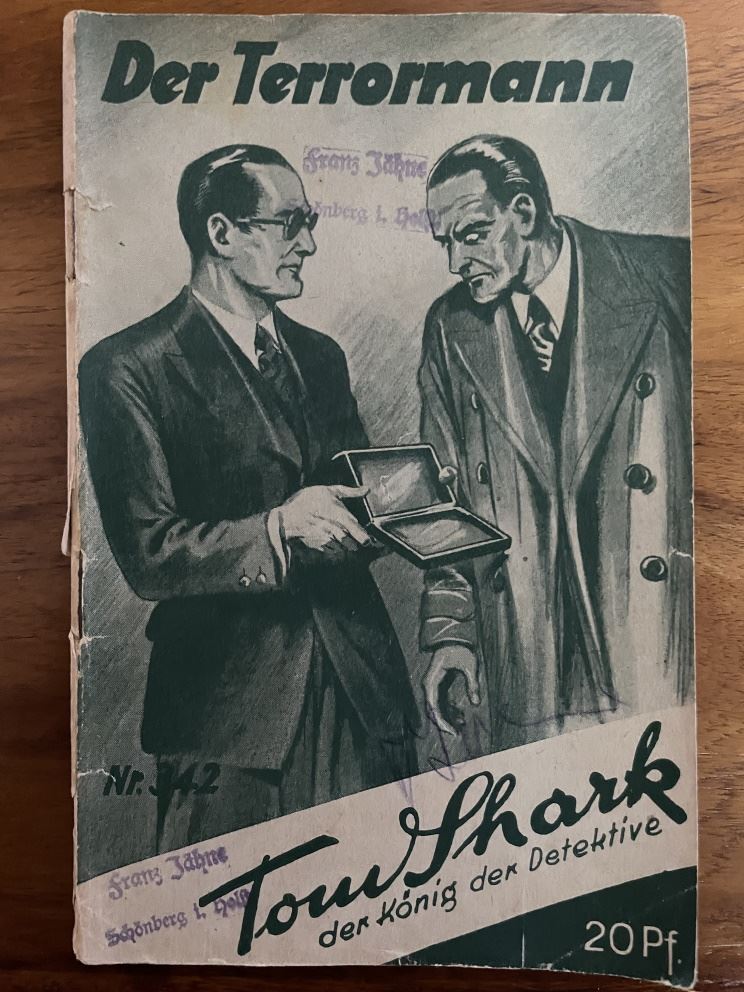 Der Terrormann
Franz Jähne
Schönberg i. Holst.
Nr. 342
Tom Shark
der König der Detektive
Franz Jähne
Schönberg i. Holst.
20 Pf.